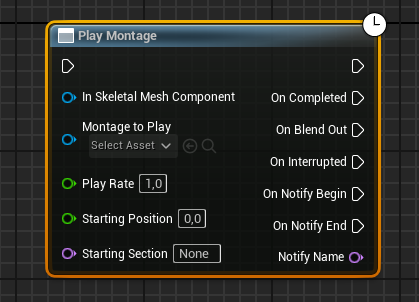 Play Montage
In Skeletal Mesh Component
On Completed
Montage to Play
Select Asset
On Blend Out
On Interrupted
Play Rate 1,0
On Notify Begin
Starting Position 0,0
On Notify End
Starting Section None
Notify Name